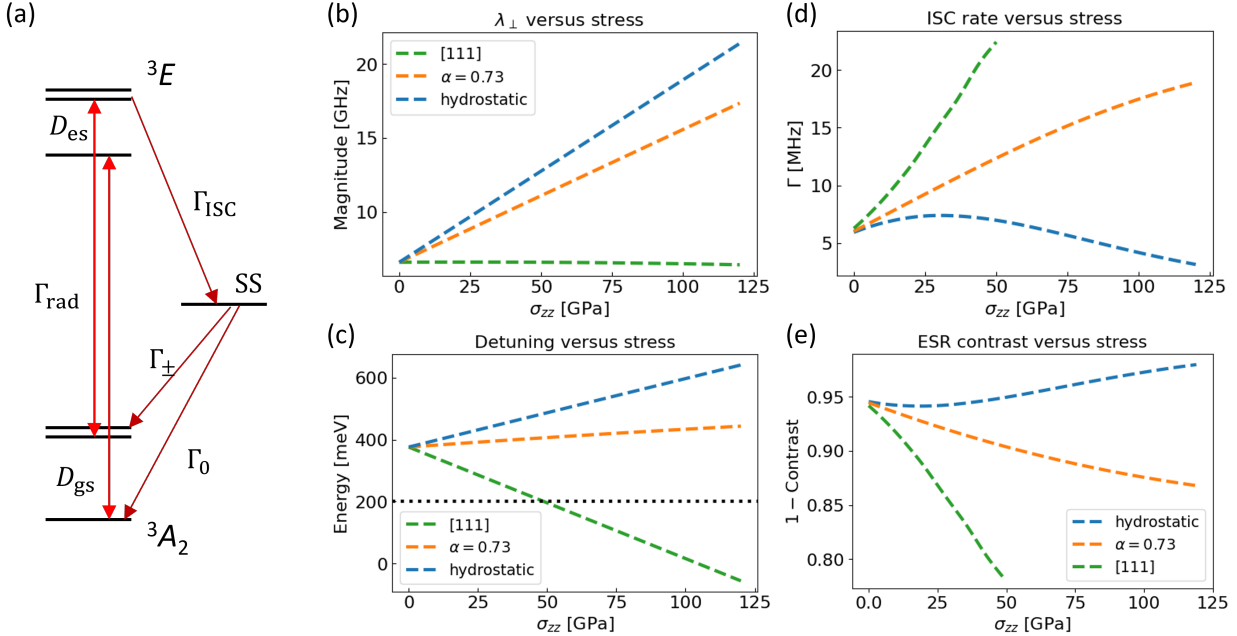 (a)
³E
D_es
Γ_ISC
SS
Γ_rad
Γ_±
Γ_0
D_gs
³A₂
(b)
λ⊥ versus stress
Magnitude [GHz]
20
15
10
[111]
α = 0.73
hydrostatic
0 25 50 75 100 125
σ_zz [GPa]
(c)
Detuning versus stress
Energy [meV]
600
400
200
0
[111]
α = 0.73
hydrostatic
0 25 50 75 100 125
σ_zz [GPa]
(d)
ISC rate versus stress
Γ [MHz]
20
15
10
5
0 25 50 75 100 125
σ_zz [GPa]
(e)
ESR contrast versus stress
1 − Contrast
0.95
0.90
0.85
0.80
hydrostatic
α = 0.73
[111]
0.0 25 50 75 100 125
σ_zz [GPa]